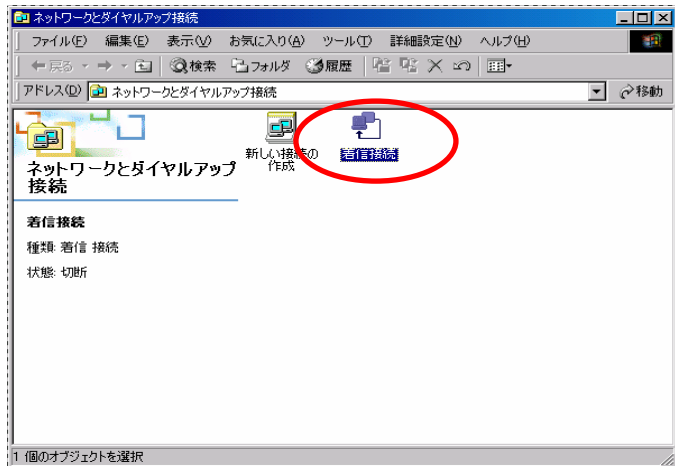 ネットワークとダイヤルアップ接続
ファイル(F) 編集(E) 表示(V) お気に入り(A) ツール(T) 詳細設定(N) ヘルプ(H)
戻る 検索 フォルダ 履歴
アドレス(D) ネットワークとダイヤルアップ接続 移動
ネットワークとダイヤルアップ
接続
新しい接続の
作成
着信接続
着信接続
種類: 着信 接続
状態: 切断
1 個のオブジェクトを選択